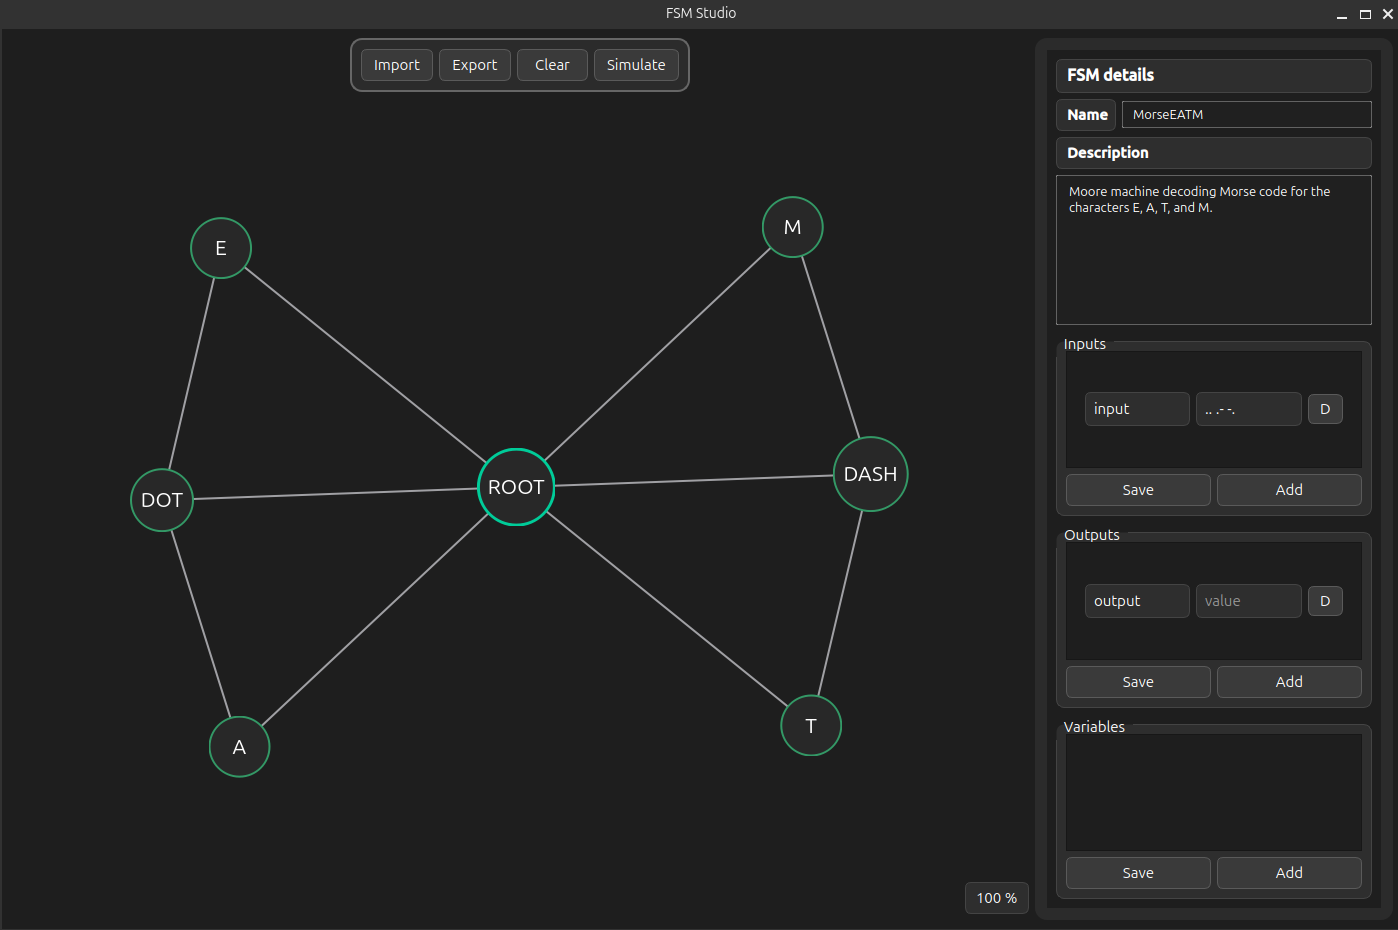 FSM Studio
Import Export Clear Simulate
FSM details
Name MorseEATM
Description
Moore machine decoding Morse code for the
characters E, A, T, and M.
E
M
DOT
ROOT
DASH
A
T
Inputs
input .. .- -. D
Save Add
Outputs
output value D
Save Add
Variables
Save Add
100 %